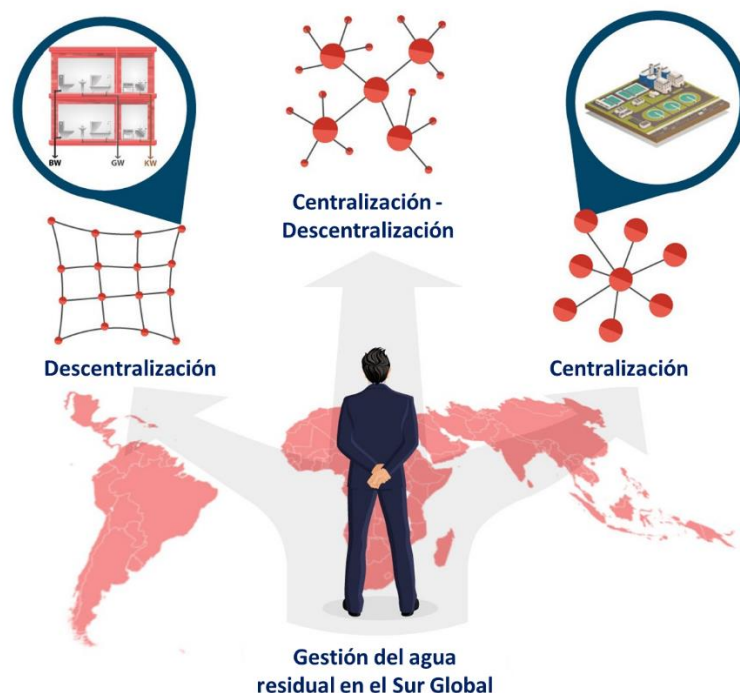 BW GW KW
Centralización -
Descentralización
Descentralización
Centralización
Gestión del agua
residual en el Sur Global